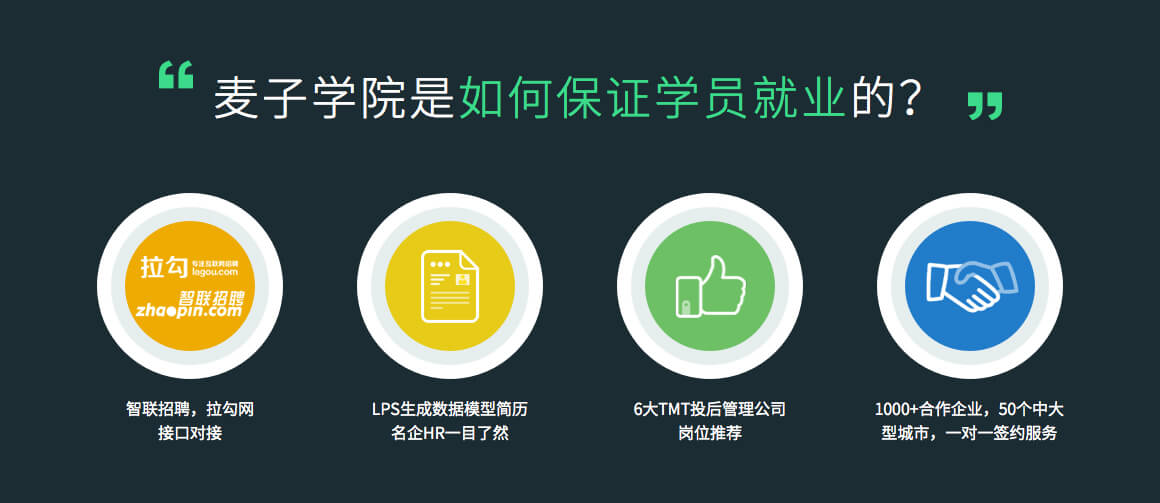 “麦子学院是如何保证学员就业的？”
拉勾 专注互联网招聘
lagou.com
智联招聘
zhaopin.com
智联招聘，拉勾网
接口对接
LPS生成数据模型简历
名企HR一目了然
6大TMT投后管理公司
岗位推荐
1000+合作企业，50个中大
型城市，一对一签约服务